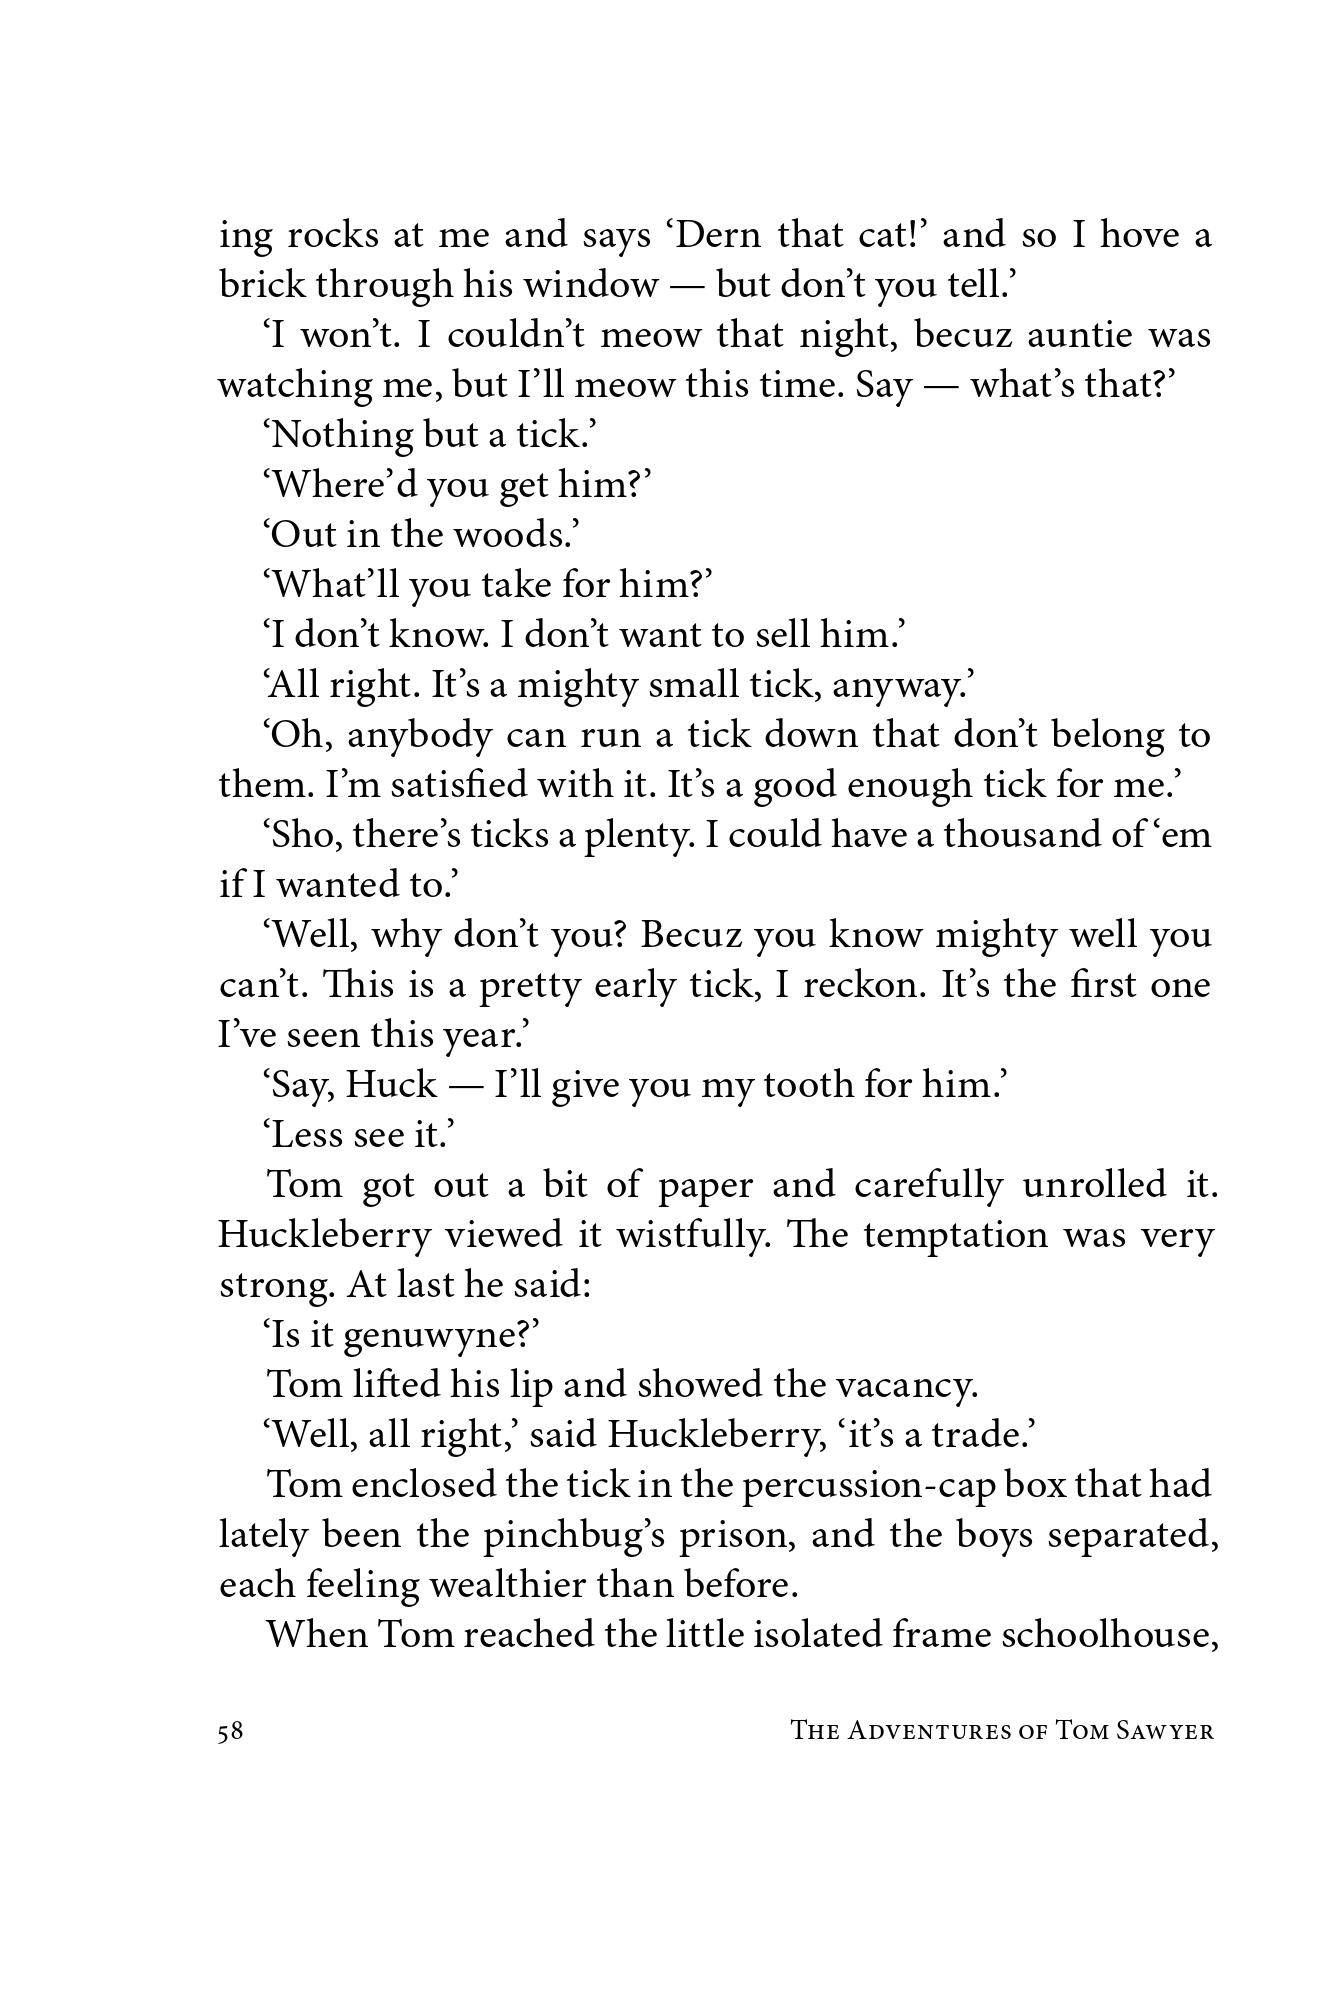 ing rocks at me and says ‘Dern that cat!’ and so I hove a
brick through his window — but don’t you tell.’
‘I won’t. I couldn’t meow that night, becuz auntie was
watching me, but I’ll meow this time. Say — what’s that?’
‘Nothing but a tick.’
‘Where’d you get him?’
‘Out in the woods.’
‘What’ll you take for him?’
‘I don’t know. I don’t want to sell him.’
‘All right. It’s a mighty small tick, anyway.’
‘Oh, anybody can run a tick down that don’t belong to
them. I’m satisfied with it. It’s a good enough tick for me.’
‘Sho, there’s ticks a plenty. I could have a thousand of ‘em
if I wanted to.’
‘Well, why don’t you? Becuz you know mighty well you
can’t. This is a pretty early tick, I reckon. It’s the first one
I’ve seen this year.’
‘Say, Huck — I’ll give you my tooth for him.’
‘Less see it.’
Tom got out a bit of paper and carefully unrolled it.
Huckleberry viewed it wistfully. The temptation was very
strong. At last he said:
‘Is it genuwyne?’
Tom lifted his lip and showed the vacancy.
‘Well, all right,’ said Huckleberry, ‘it’s a trade.’
Tom enclosed the tick in the percussion-cap box that had
lately been the pinchbug’s prison, and the boys separated,
each feeling wealthier than before.
When Tom reached the little isolated frame schoolhouse,
58 The Adventures of Tom Sawyer